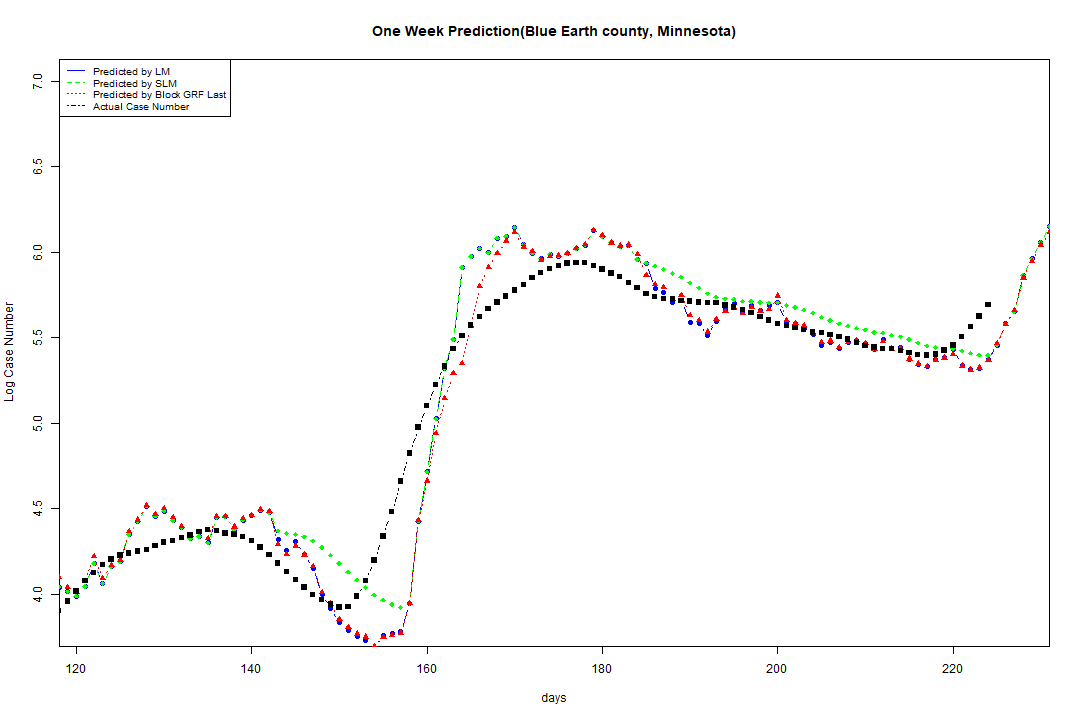 One Week Prediction(Blue Earth county, Minnesota)
Predicted by LM
Predicted by SLM
Predicted by Block GRF Last
Actual Case Number
7.0
6.5
6.0
5.5
5.0
4.5
4.0
Log Case Number
120 140 160 180 200 220
days